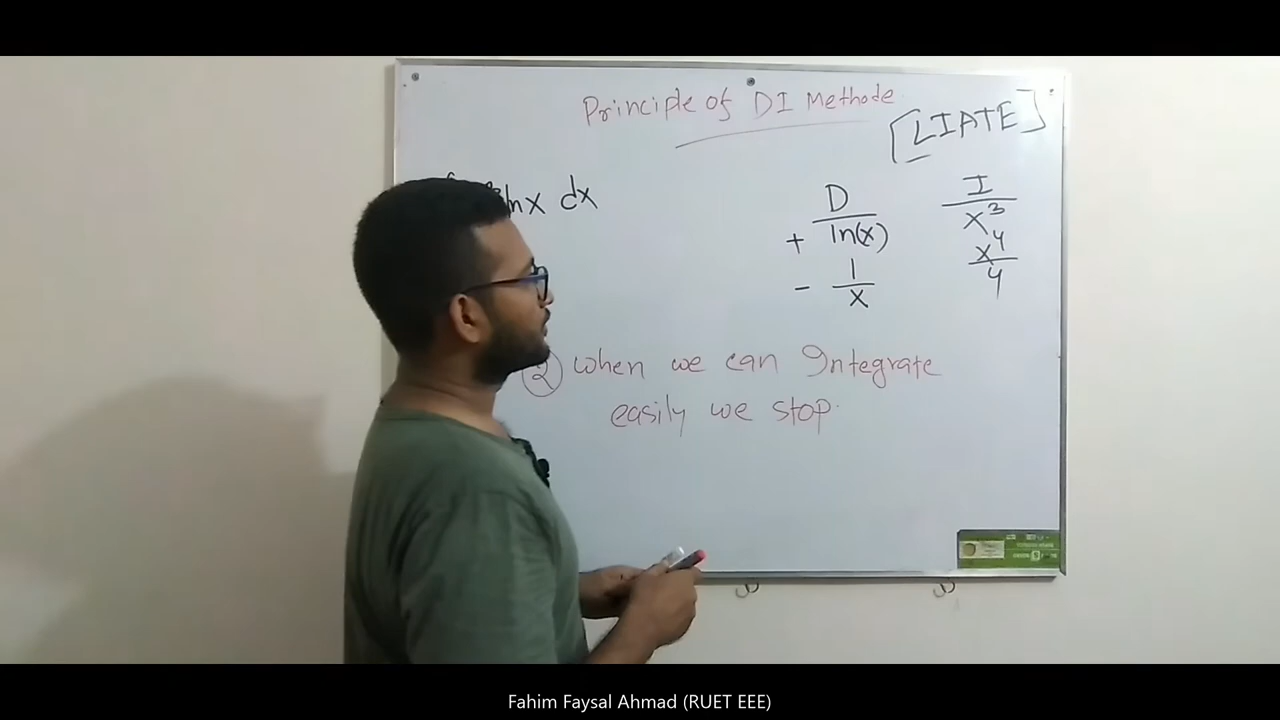 Principle of DI Methode
[LIATE]
lnx dx
D I
+ ln(x) x³
- 1/x x⁴/4
② when we can Integrate
easily we stop.
Fahim Faysal Ahmad (RUET EEE)